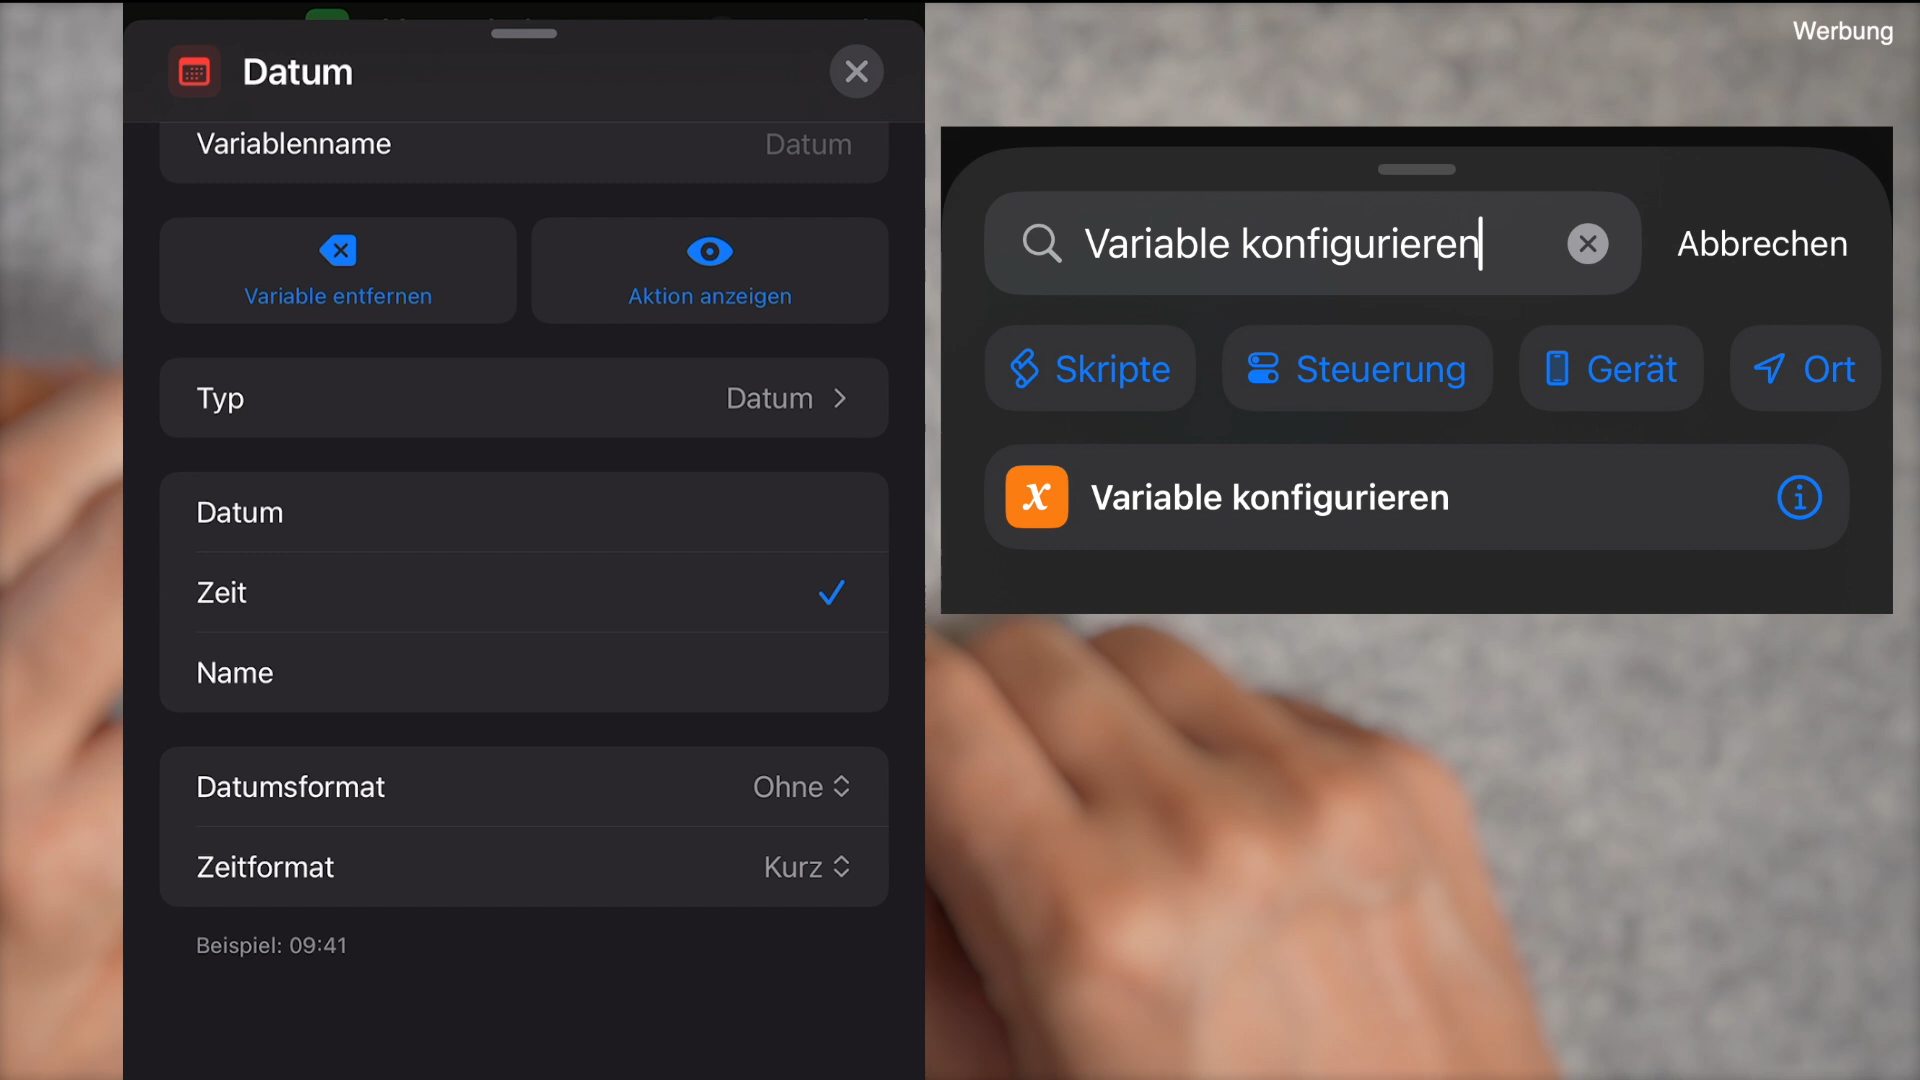 Werbung
Datum
Variablenname Datum
Variable entfernen Aktion anzeigen
Typ Datum
Datum
Zeit
Name
Datumsformat Ohne
Zeitformat Kurz
Beispiel: 09:41
Variable konfigurieren Abbrechen
Skripte Steuerung Gerät Ort
x Variable konfigurieren